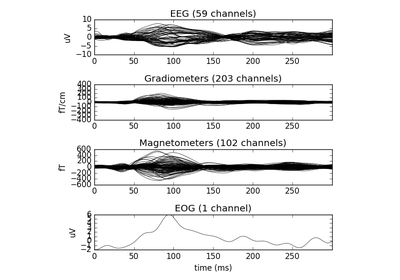 EEG (59 channels)
uV
10
5
0
−5
−10
0 50 100 150 200 250
Gradiometers (203 channels)
fT/cm
400
300
200
100
0
−100
−200
−300
−400
0 50 100 150 200 250
Magnetometers (102 channels)
fT
600
400
200
0
−200
−400
−600
0 50 100 150 200 250
EOG (1 channel)
uV
6
5
4
3
2
1
0
−1
−2
0 50 100 150 200 250
time (ms)